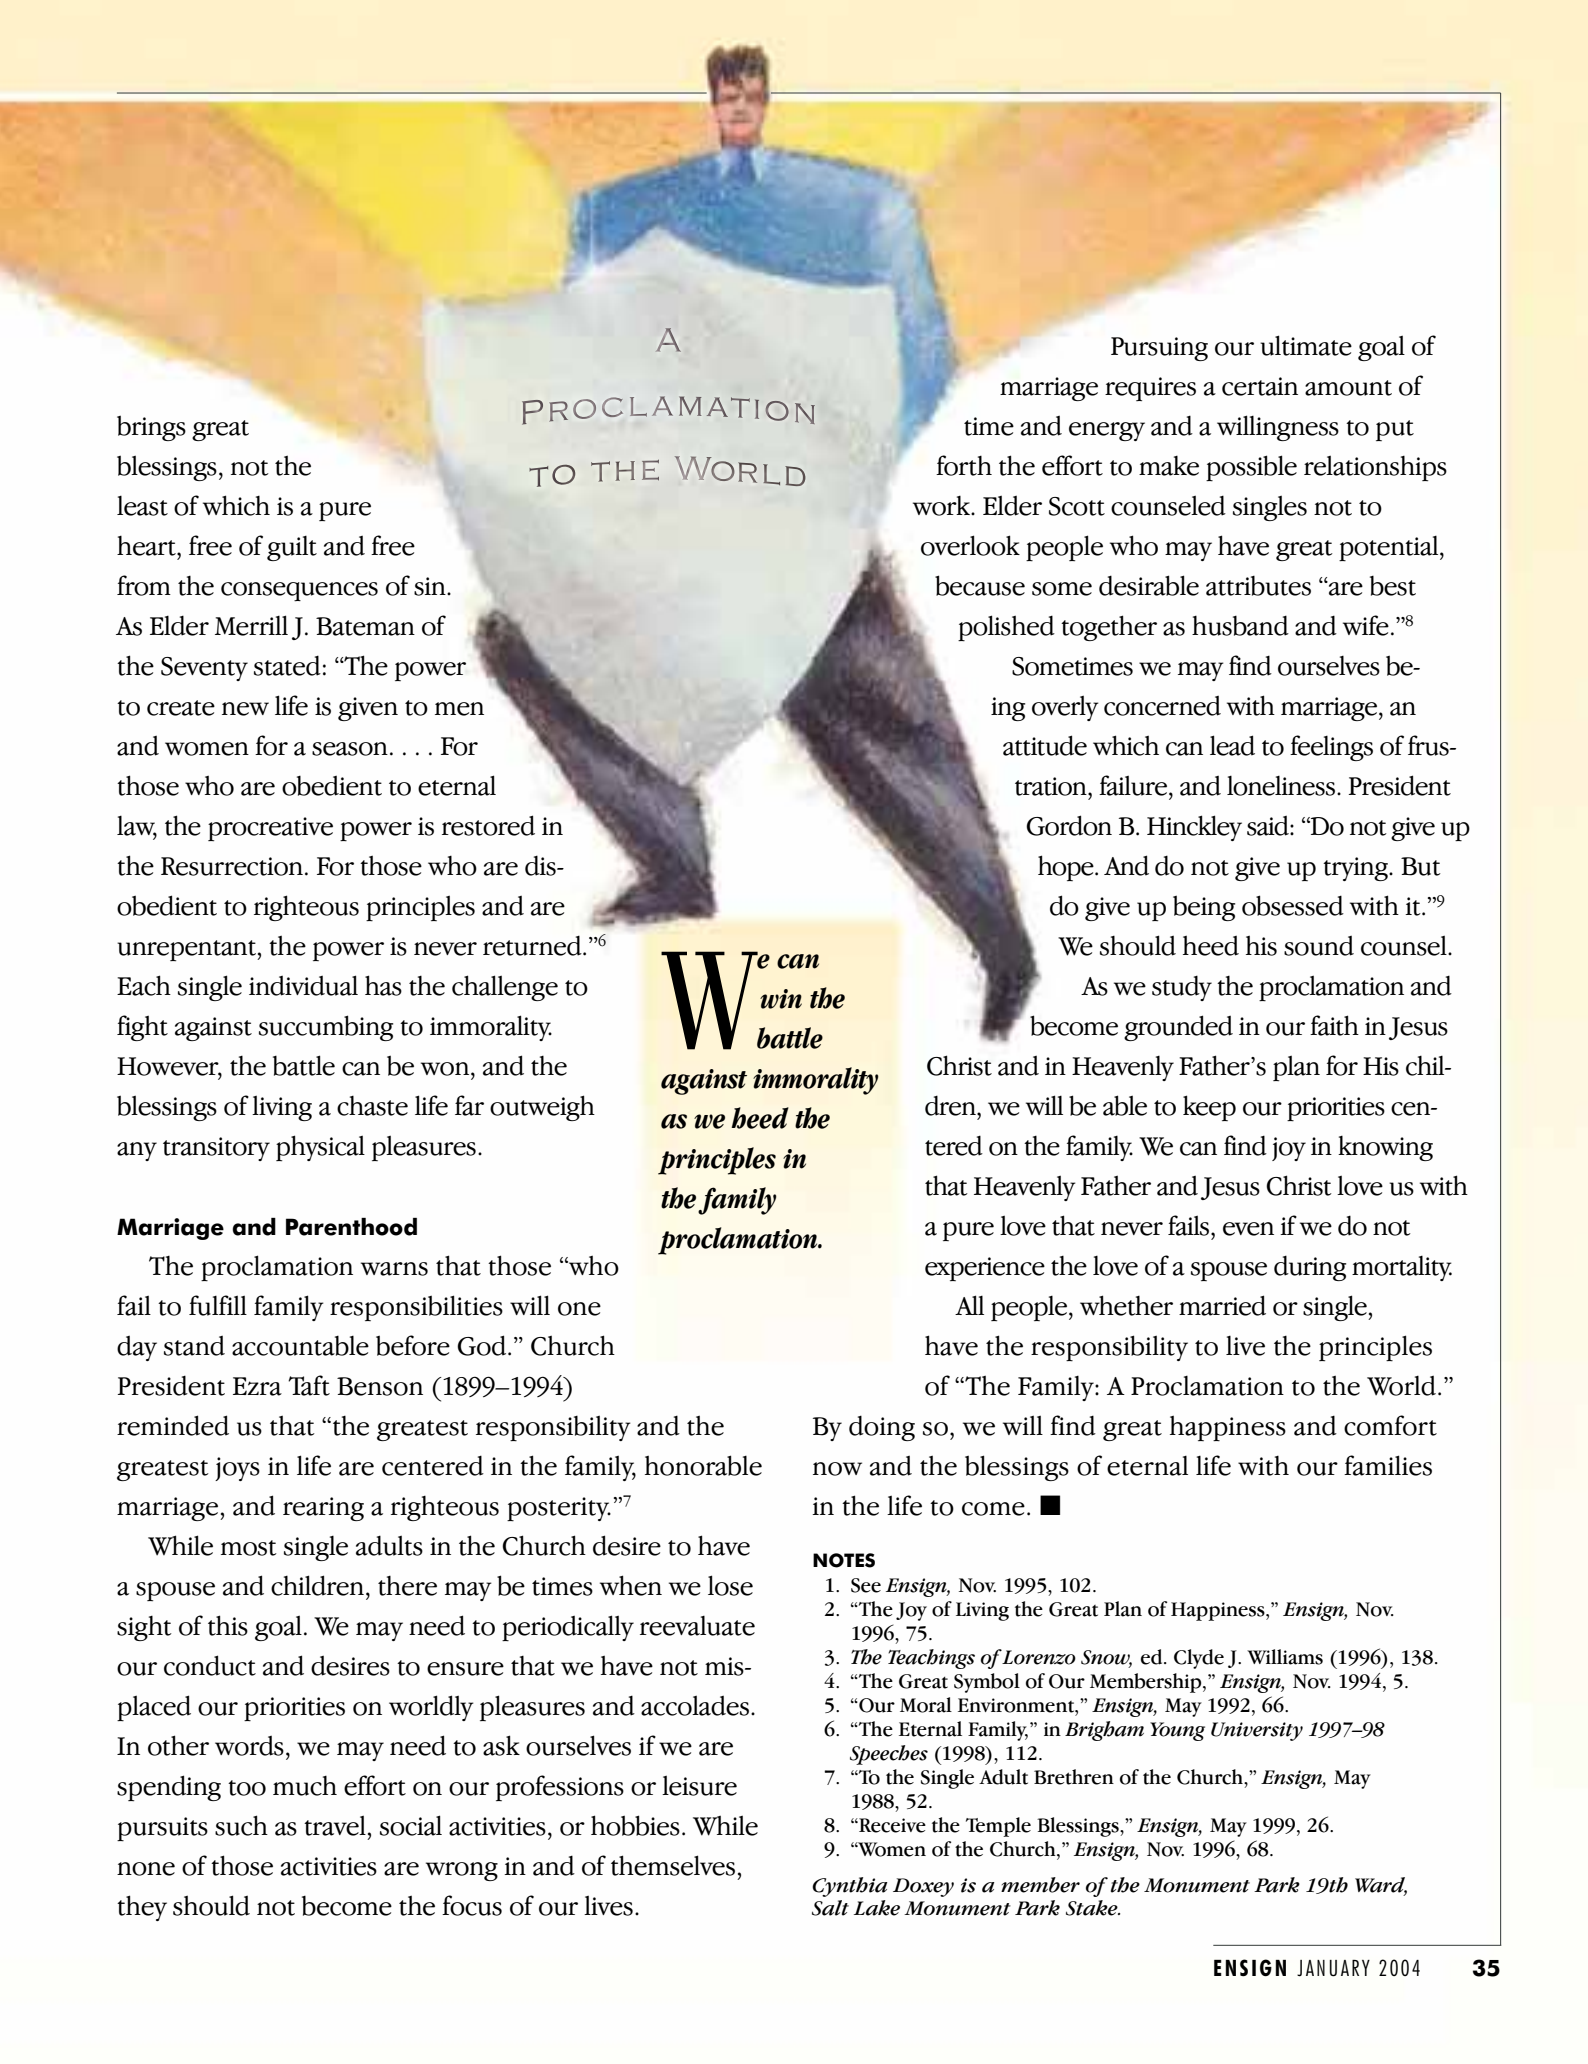 A
PROCLAMATION
TO THE WORLD
brings great
blessings, not the
least of which is a pure
heart, free of guilt and free
from the consequences of sin.
As Elder Merrill J. Bateman of
the Seventy stated: “The power
to create new life is given to men
and women for a season. . . . For
those who are obedient to eternal
law, the procreative power is restored in
the Resurrection. For those who are dis-
obedient to righteous principles and are
unrepentant, the power is never returned.”6
Each single individual has the challenge to
fight against succumbing to immorality.
However, the battle can be won, and the
blessings of living a chaste life far outweigh
any transitory physical pleasures.
Marriage and Parenthood
The proclamation warns that those “who
fail to fulfill family responsibilities will one
day stand accountable before God.” Church
President Ezra Taft Benson (1899–1994)
reminded us that “the greatest responsibility and the
greatest joys in life are centered in the family, honorable
marriage, and rearing a righteous posterity.”7
While most single adults in the Church desire to have
a spouse and children, there may be times when we lose
sight of this goal. We may need to periodically reevaluate
our conduct and desires to ensure that we have not mis-
placed our priorities on worldly pleasures and accolades.
In other words, we may need to ask ourselves if we are
spending too much effort on our professions or leisure
pursuits such as travel, social activities, or hobbies. While
none of those activities are wrong in and of themselves,
they should not become the focus of our lives.
We can
win the
battle
against immorality
as we heed the
principles in
the family
proclamation.
Pursuing our ultimate goal of
marriage requires a certain amount of
time and energy and a willingness to put
forth the effort to make possible relationships
work. Elder Scott counseled singles not to
overlook people who may have great potential,
because some desirable attributes “are best
polished together as husband and wife.”8
Sometimes we may find ourselves be-
ing overly concerned with marriage, an
attitude which can lead to feelings of frus-
tration, failure, and loneliness. President
Gordon B. Hinckley said: “Do not give up
hope. And do not give up trying. But
do give up being obsessed with it.”9
We should heed his sound counsel.
As we study the proclamation and
become grounded in our faith in Jesus
Christ and in Heavenly Father’s plan for His chil-
dren, we will be able to keep our priorities cen-
tered on the family. We can find joy in knowing
that Heavenly Father and Jesus Christ love us with
a pure love that never fails, even if we do not
experience the love of a spouse during mortality.
All people, whether married or single,
have the responsibility to live the principles
of “The Family: A Proclamation to the World.”
By doing so, we will find great happiness and comfort
now and the blessings of eternal life with our families
in the life to come. ■
NOTES
1. See Ensign, Nov. 1995, 102.
2. “The Joy of Living the Great Plan of Happiness,” Ensign, Nov.
1996, 75.
3. The Teachings of Lorenzo Snow, ed. Clyde J. Williams (1996), 138.
4. “The Great Symbol of Our Membership,” Ensign, Nov. 1994, 5.
5. “Our Moral Environment,” Ensign, May 1992, 66.
6. “The Eternal Family,” in Brigham Young University 1997–98
Speeches (1998), 112.
7. “To the Single Adult Brethren of the Church,” Ensign, May
1988, 52.
8. “Receive the Temple Blessings,” Ensign, May 1999, 26.
9. “Women of the Church,” Ensign, Nov. 1996, 68.
Cynthia Doxey is a member of the Monument Park 19th Ward,
Salt Lake Monument Park Stake.
ENSIGN JANUARY 2004 35